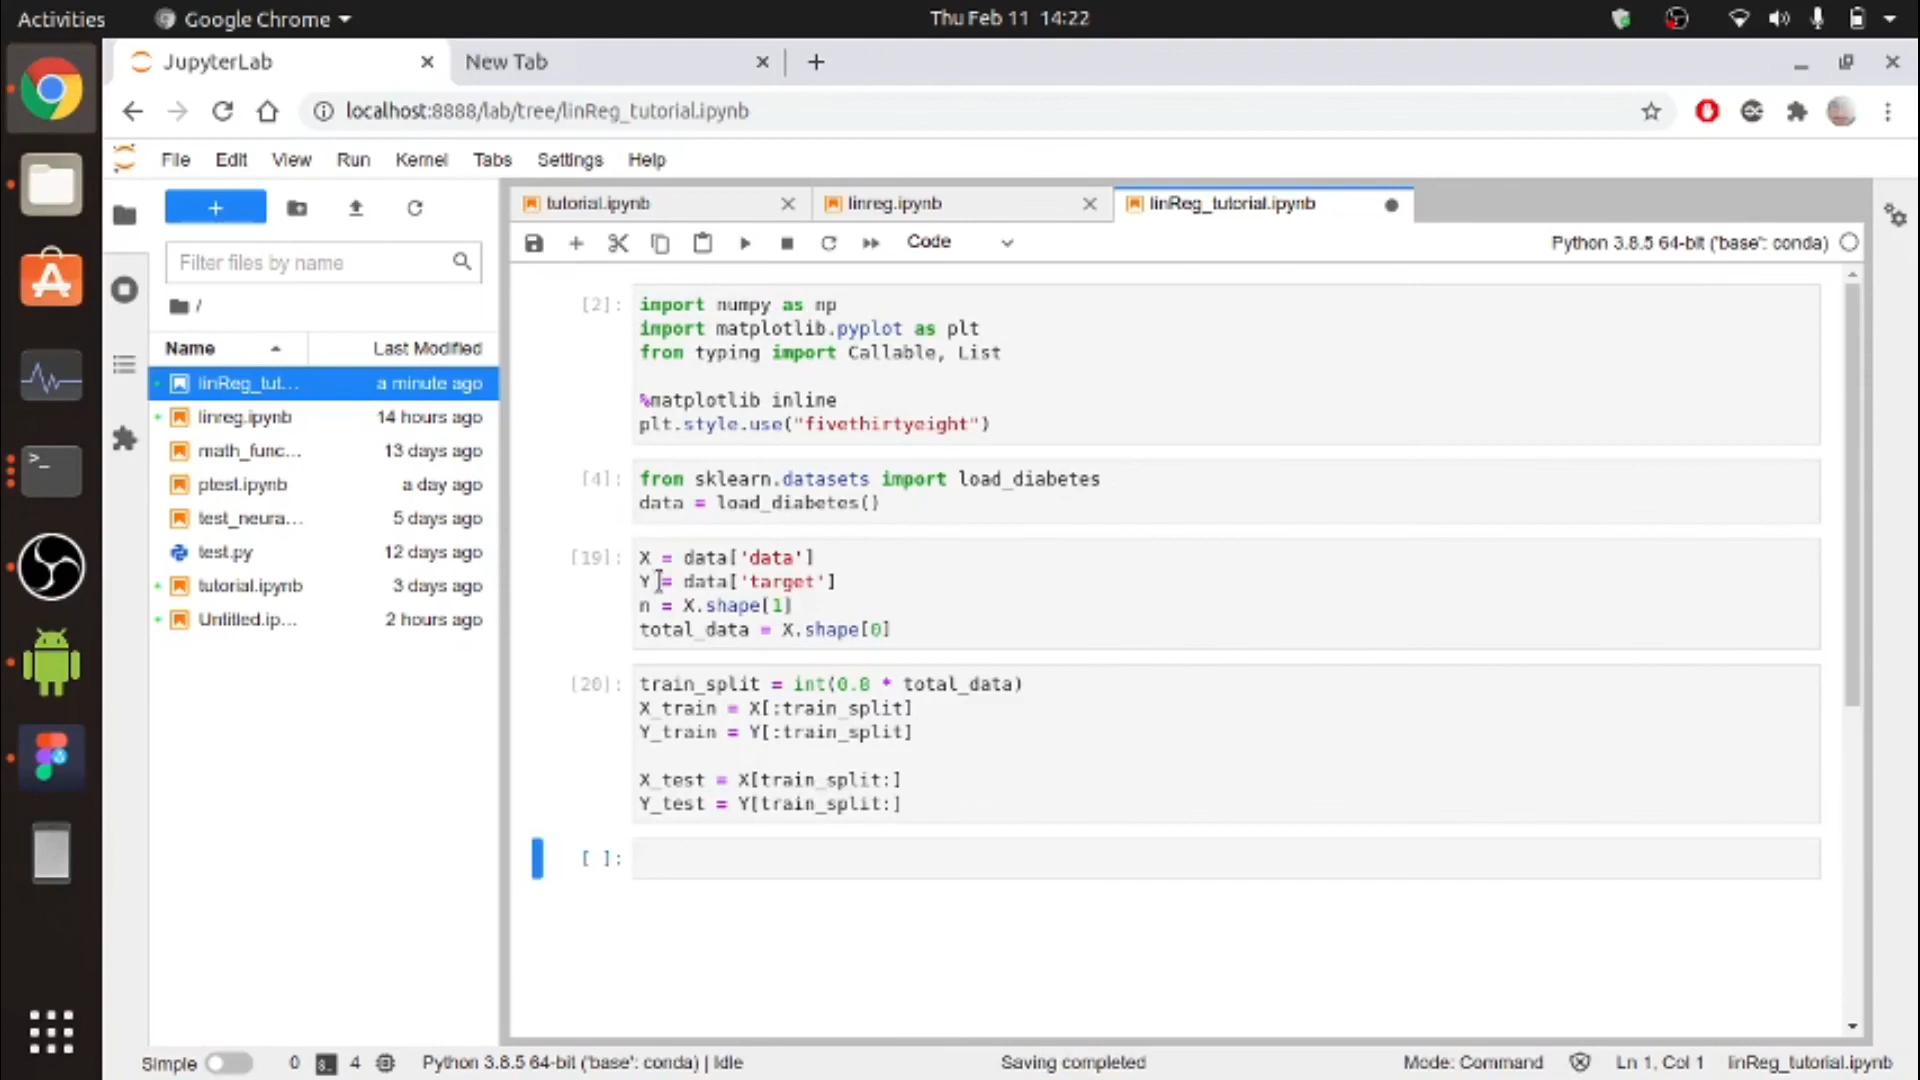 Activities
Google Chrome
Thu Feb 11 14:22
JupyterLab
New Tab
localhost:8888/lab/tree/linReg_tutorial.ipynb
File Edit View Run Kernel Tabs Settings Help
tutorial.ipynb
linreg.ipynb
linReg_tutorial.ipynb
Code
Python 3.8.5 64-bit ('base': conda)
Filter files by name
/
Name Last Modified
linReg_tut... a minute ago
linreg.ipynb 14 hours ago
math_func... 13 days ago
ptest.ipynb a day ago
test_neura... 5 days ago
test.py 12 days ago
tutorial.ipynb 3 days ago
Untitled.ip... 2 hours ago
[2]: import numpy as np
import matplotlib.pyplot as plt
from typing import Callable, List
%matplotlib inline
plt.style.use("fivethirtyeight")
[4]: from sklearn.datasets import load_diabetes
data = load_diabetes()
[19]: X = data['data']
Y = data['target']
n = X.shape[1]
total_data = X.shape[0]
[20]: train_split = int(0.8 * total_data)
X_train = X[:train_split]
Y_train = Y[:train_split]
X_test = X[train_split:]
Y_test = Y[train_split:]
[ ]:
Simple 0 4 Python 3.8.5 64-bit ('base': conda) | Idle Saving completed Mode: Command Ln 1, Col 1 linReg_tutorial.ipynb